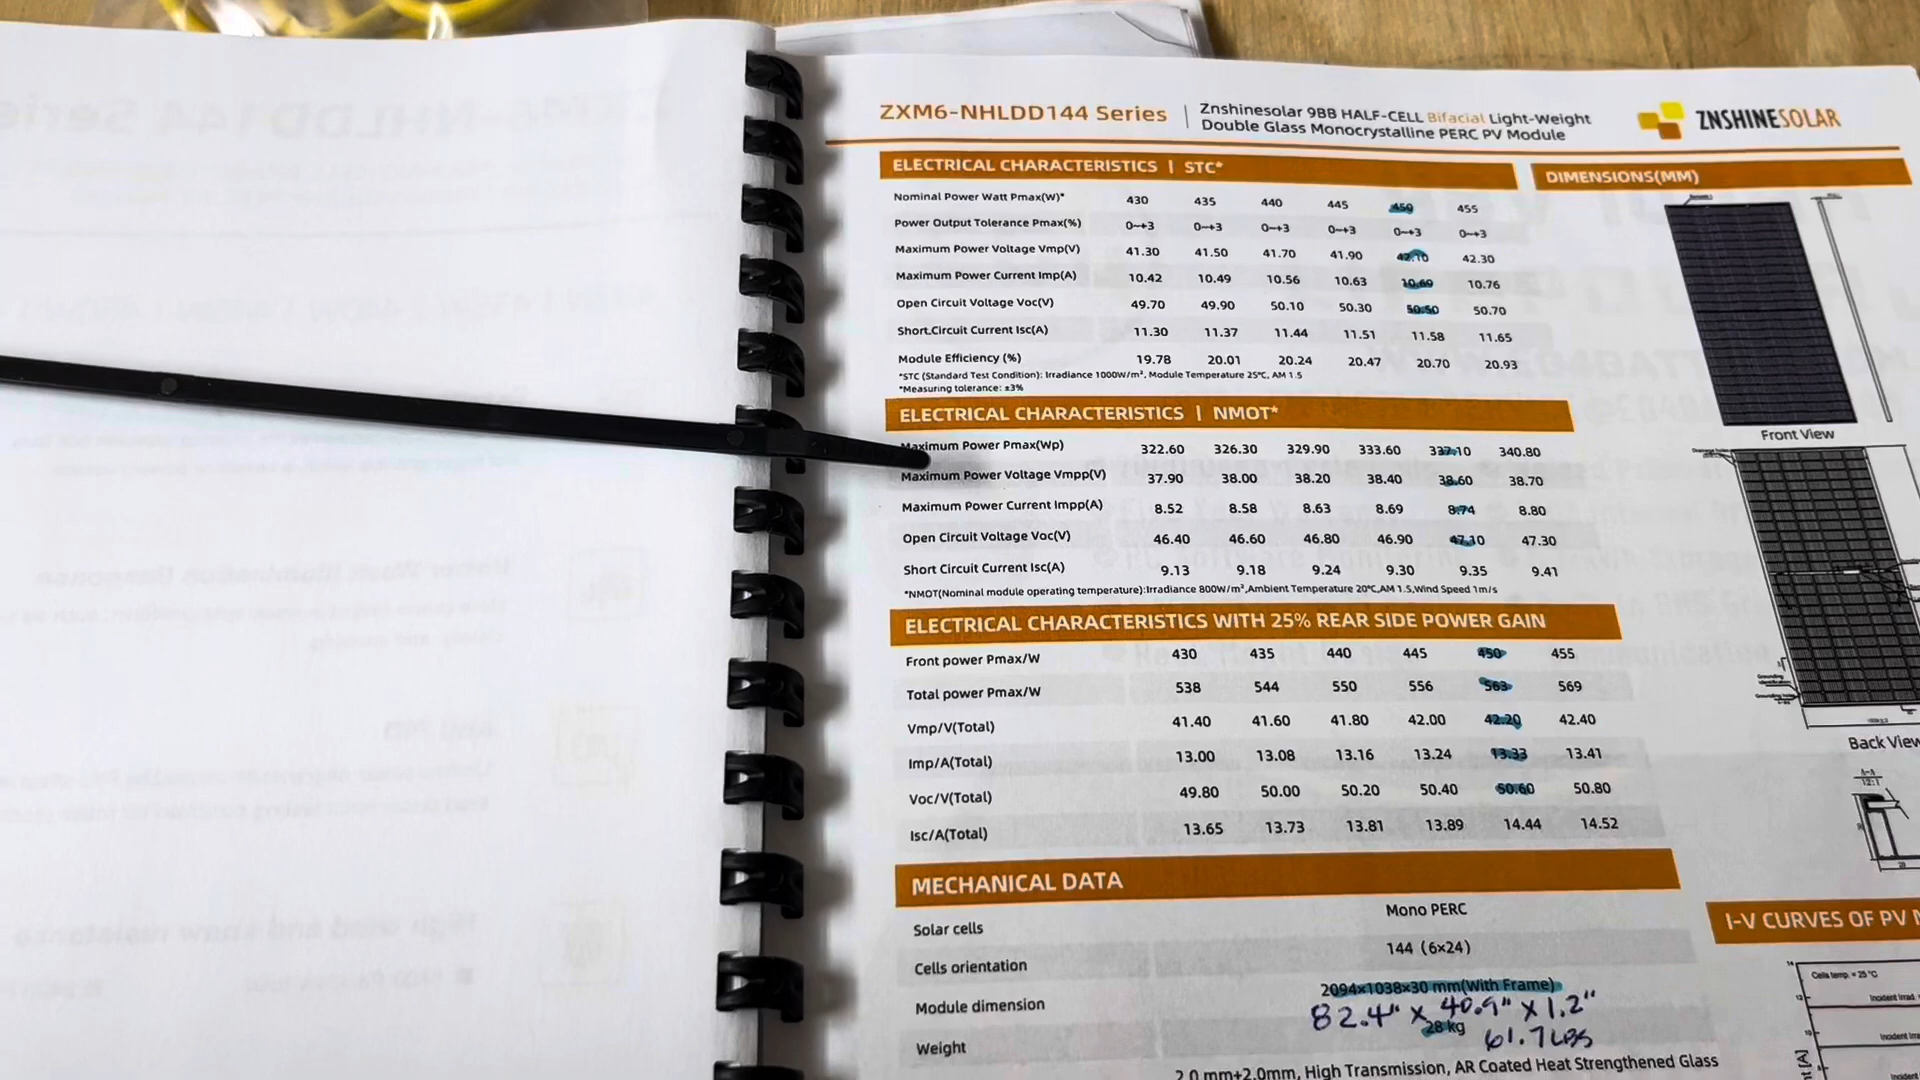 ZXM6-NHLDD144 Series
Znshinesolar 9BB HALF-CELL Bifacial Light-Weight
Double Glass Monocrystalline PERC PV Module
ZNSHINESOLAR
ELECTRICAL CHARACTERISTICS | STC*
Nominal Power Watt Pmax(W)* 430 435 440 445 450 455
Power Output Tolerance Pmax(%) 0~+3 0~+3 0~+3 0~+3 0~+3 0~+3
Maximum Power Voltage Vmp(V) 41.30 41.50 41.70 41.90 42.10 42.30
Maximum Power Current Imp(A) 10.42 10.49 10.56 10.63 10.69 10.76
Open Circuit Voltage Voc(V) 49.70 49.90 50.10 50.30 50.50 50.70
Short.Circuit Current Isc(A) 11.30 11.37 11.44 11.51 11.58 11.65
Module Efficiency (%) 19.78 20.01 20.24 20.47 20.70 20.93
*STC (Standard Test Condition): Irradiance 1000W/m², Module Temperature 25°C, AM 1.5
*Measuring tolerance: ±3%
ELECTRICAL CHARACTERISTICS | NMOT*
Maximum Power Pmax(Wp) 322.60 326.30 329.90 333.60 337.10 340.80
Maximum Power Voltage Vmpp(V) 37.90 38.00 38.20 38.40 38.60 38.70
Maximum Power Current Impp(A) 8.52 8.58 8.63 8.69 8.74 8.80
Open Circuit Voltage Voc(V) 46.40 46.60 46.80 46.90 47.10 47.30
Short Circuit Current Isc(A) 9.13 9.18 9.24 9.30 9.35 9.41
*NMOT(Nominal module operating temperature):Irradiance 800W/m²,Ambient Temperature 20°C,AM 1.5,Wind Speed 1m/s
ELECTRICAL CHARACTERISTICS WITH 25% REAR SIDE POWER GAIN
Front power Pmax/W 430 435 440 445 450 455
Total power Pmax/W 538 544 550 556 563 569
Vmp/V(Total) 41.40 41.60 41.80 42.00 42.20 42.40
Imp/A(Total) 13.00 13.08 13.16 13.24 13.33 13.41
Voc/V(Total) 49.80 50.00 50.20 50.40 50.60 50.80
Isc/A(Total) 13.65 13.73 13.81 13.89 14.44 14.52
MECHANICAL DATA
Solar cells Mono PERC
Cells orientation 144 (6×24)
Module dimension 2094×1038×30 mm(With Frame)
82.4" X 40.9" X 1.2"
Weight 28 kg
61.7 LBS
2.0 mm+2.0mm, High Transmission, AR Coated Heat Strengthened Glass
DIMENSIONS(MM)
Front View
Back View
A-A
12:1
I-V CURVES OF PV
Cells temp. = 25 °C
Incident Irrad.